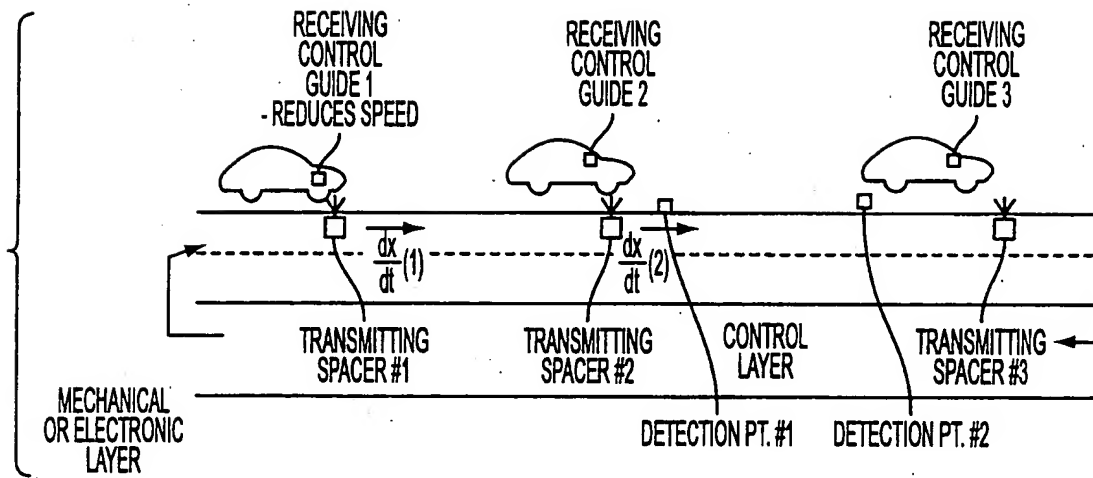 RECEIVING
CONTROL
GUIDE 1
- REDUCES SPEED
RECEIVING
CONTROL
GUIDE 2
RECEIVING
CONTROL
GUIDE 3
dx
dt
(1)
dx
dt
(2)
TRANSMITTING
SPACER #1
TRANSMITTING
SPACER #2
CONTROL
LAYER
TRANSMITTING
SPACER #3
MECHANICAL
OR ELECTRONIC
LAYER
DETECTION PT. #1
DETECTION PT. #2